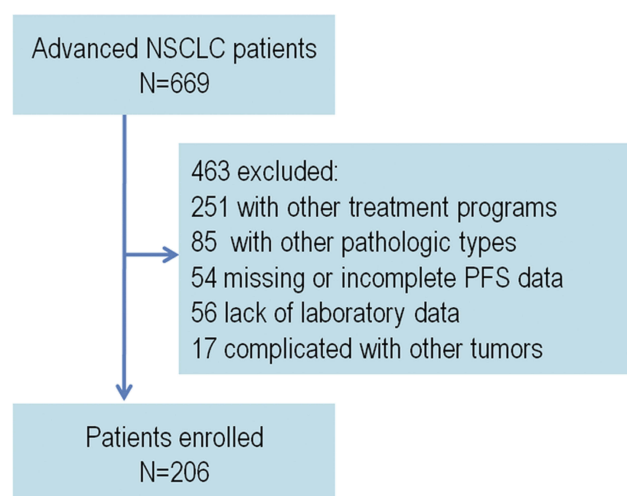 Advanced NSCLC patients
N=669
463 excluded:
251 with other treatment programs
85 with other pathologic types
54 missing or incomplete PFS data
56 lack of laboratory data
17 complicated with other tumors
Patients enrolled
N=206